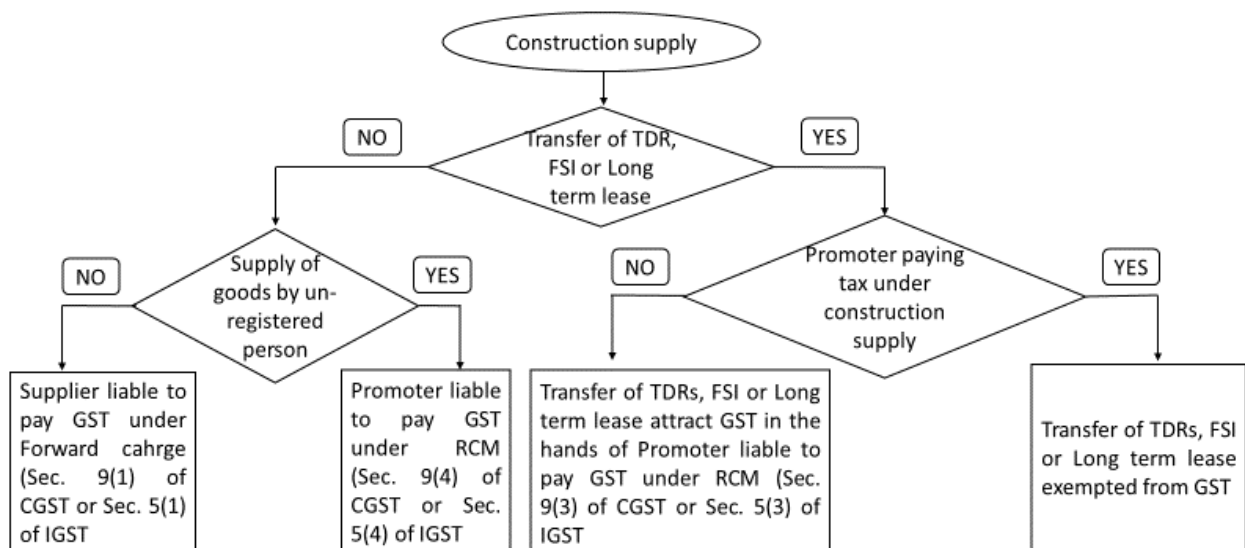 Construction supply
NO
Transfer of TDR,
FSI or Long
term lease
YES
NO
Supply of
goods by un-
registered
person
YES
NO
Promoter paying
tax under
construction
supply
YES
Supplier liable to
pay GST under
Forward cahrge
(Sec. 9(1) of
CGST or Sec. 5(1)
of IGST
Promoter liable
to pay GST
under RCM
(Sec. 9(4) of
CGST or Sec.
5(4) of IGST
Transfer of TDRs, FSI or Long
term lease attract GST in the
hands of Promoter liable to
pay GST under RCM (Sec.
9(3) of CGST or Sec. 5(3) of
IGST
Transfer of TDRs, FSI
or Long term lease
exempted from GST